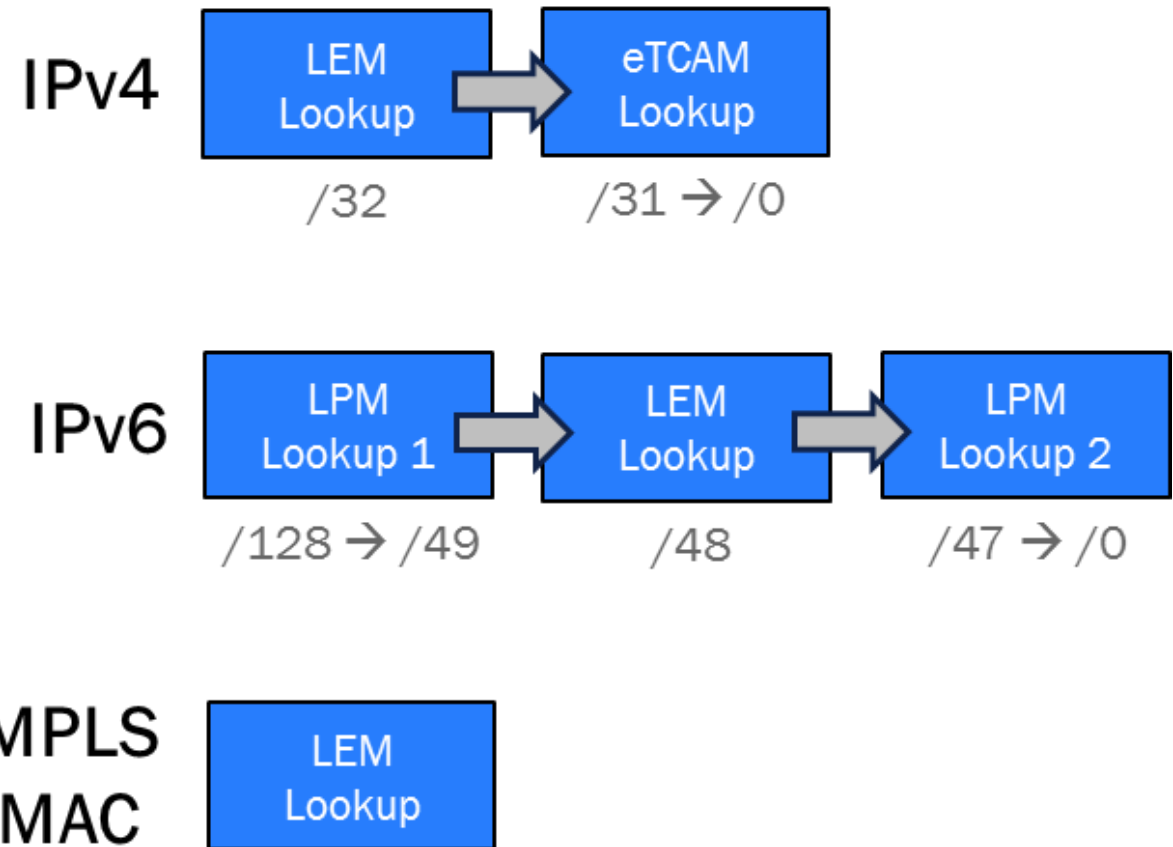 IPv4
LEM
Lookup
eTCAM
Lookup
/32
/31 → /0
IPv6
LPM
Lookup 1
LEM
Lookup
LPM
Lookup 2
/128 → /49
/48
/47 → /0
MPLS
MAC
LEM
Lookup